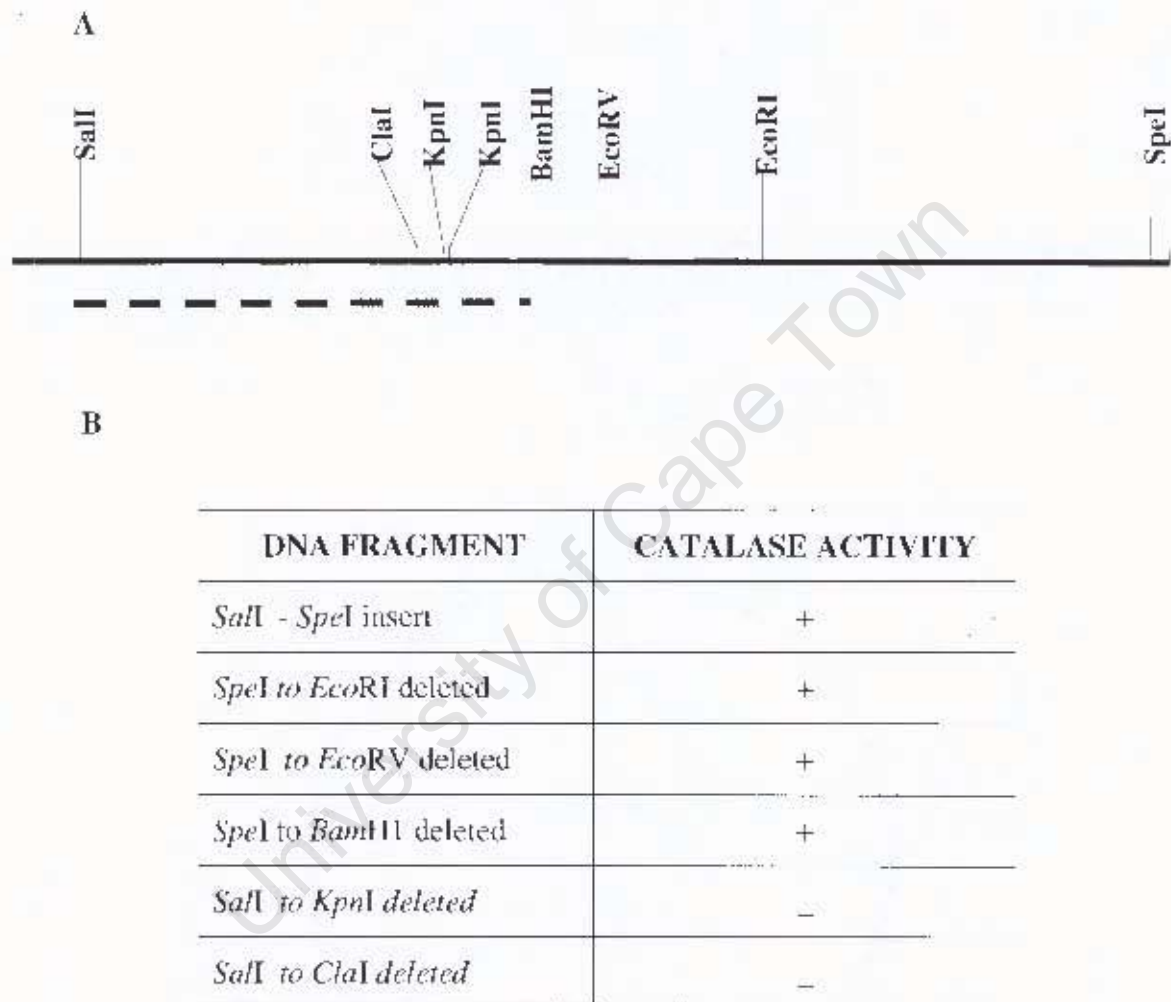 A
SalI
ClaI
KpnI
KpnI
BamHI
EcoRV
EcoRI
SpeI
B
DNA FRAGMENT CATALASE ACTIVITY
SalI - SpeI insert +
SpeI to EcoRI deleted +
SpeI to EcoRV deleted +
SpeI to BamHI deleted +
SalI to KpnI deleted –
SalI to ClaI deleted –
University of Cape Town